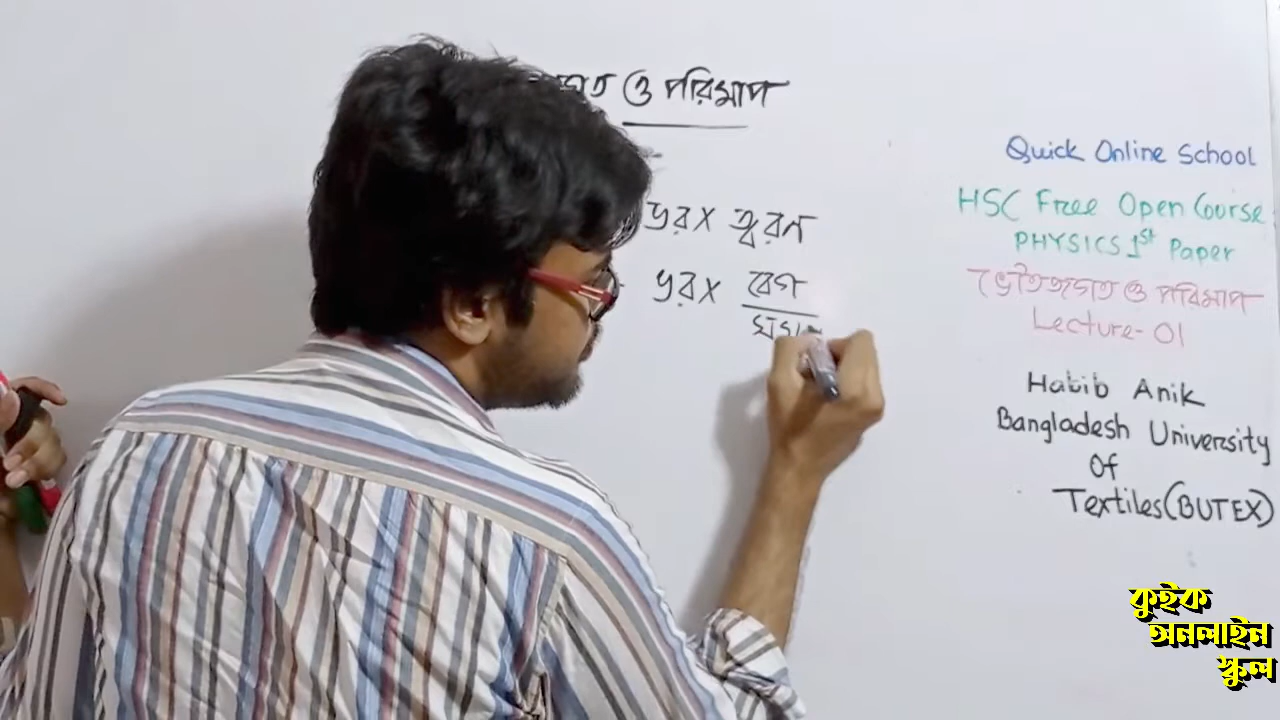 ও পরিমাপ
ভর × ত্বরণ
ভর × বেগ
Quick Online School
HSC Free Open Course
PHYSICS 1st Paper
ভৌতজগত ও পরিমাপ
Lecture-01
Habib Anik
Bangladesh University
Of
Textiles(BUTEX)
কুইক
অনলাইন
স্কুল